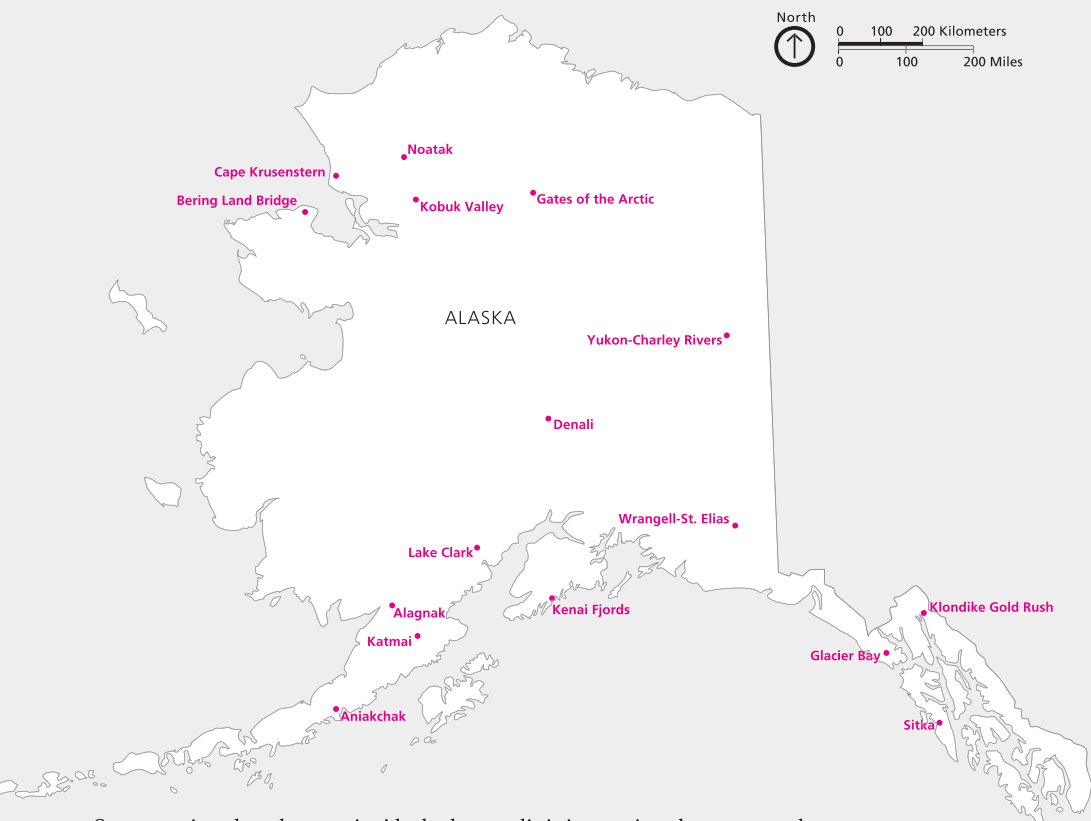 North
0 100 200 Kilometers
0 100 200 Miles
Noatak
Cape Krusenstern
Bering Land Bridge
Kobuk Valley
Gates of the Arctic
ALASKA
Yukon-Charley Rivers
Denali
Wrangell-St. Elias
Lake Clark
Alagnak
Kenai Fjords
Klondike Gold Rush
Katmai
Glacier Bay
Aniakchak
Sitka